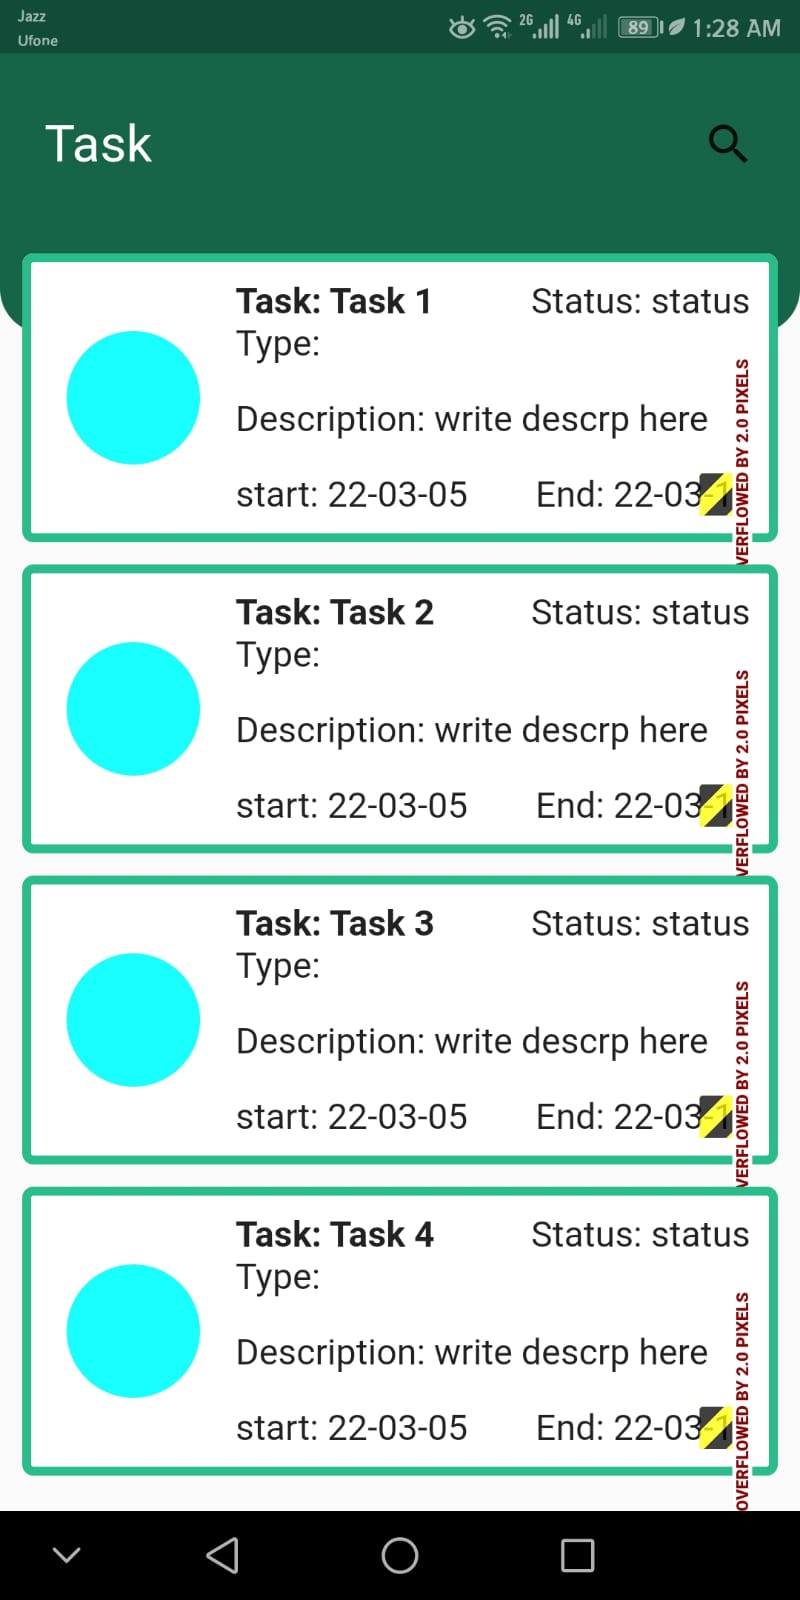 Jazz
Ufone
2G 4G 89 1:28 AM
Task
Task: Task 1 Status: status
Type:
Description: write descrp here
start: 22-03-05 End: 22-03-1
VERFLOWED BY 2.0 PIXELS
Task: Task 2 Status: status
Type:
Description: write descrp here
start: 22-03-05 End: 22-03-1
VERFLOWED BY 2.0 PIXELS
Task: Task 3 Status: status
Type:
Description: write descrp here
start: 22-03-05 End: 22-03-1
VERFLOWED BY 2.0 PIXELS
Task: Task 4 Status: status
Type:
Description: write descrp here
start: 22-03-05 End: 22-03-1
OVERFLOWED BY 2.0 PIXELS